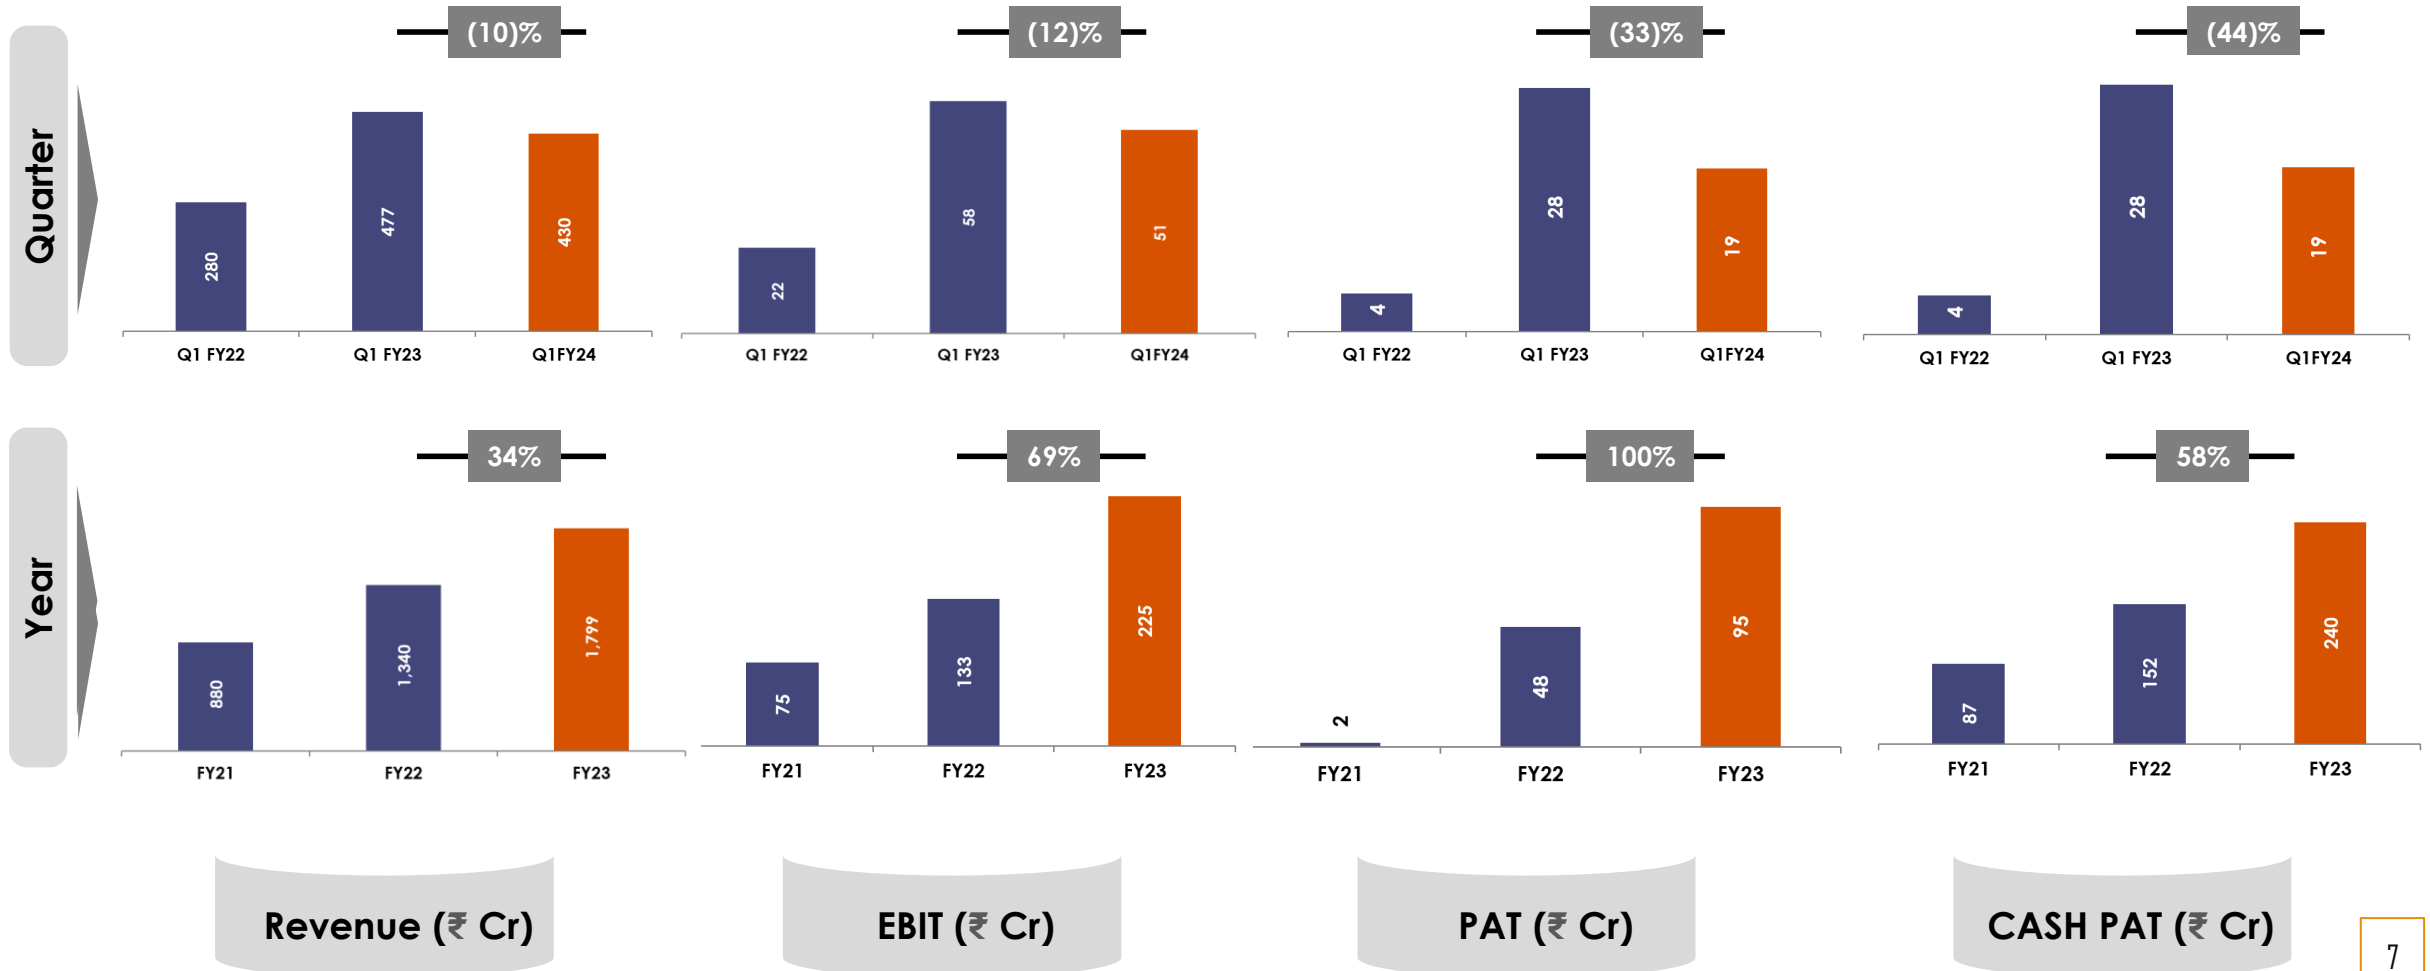 Quarter
(10)%
280
477
430
Q1 FY22 Q1 FY23 Q1FY24
(12)%
22
58
51
Q1 FY22 Q1 FY23 Q1FY24
(33)%
4
28
19
Q1 FY22 Q1 FY23 Q1FY24
(44)%
4
28
19
Q1 FY22 Q1 FY23 Q1FY24
Year
34%
880
1,340
1,799
FY21 FY22 FY23
69%
75
133
225
FY21 FY22 FY23
100%
2
48
95
FY21 FY22 FY23
58%
87
152
240
FY21 FY22 FY23
Revenue (₹ Cr)
EBIT (₹ Cr)
PAT (₹ Cr)
CASH PAT (₹ Cr)
7